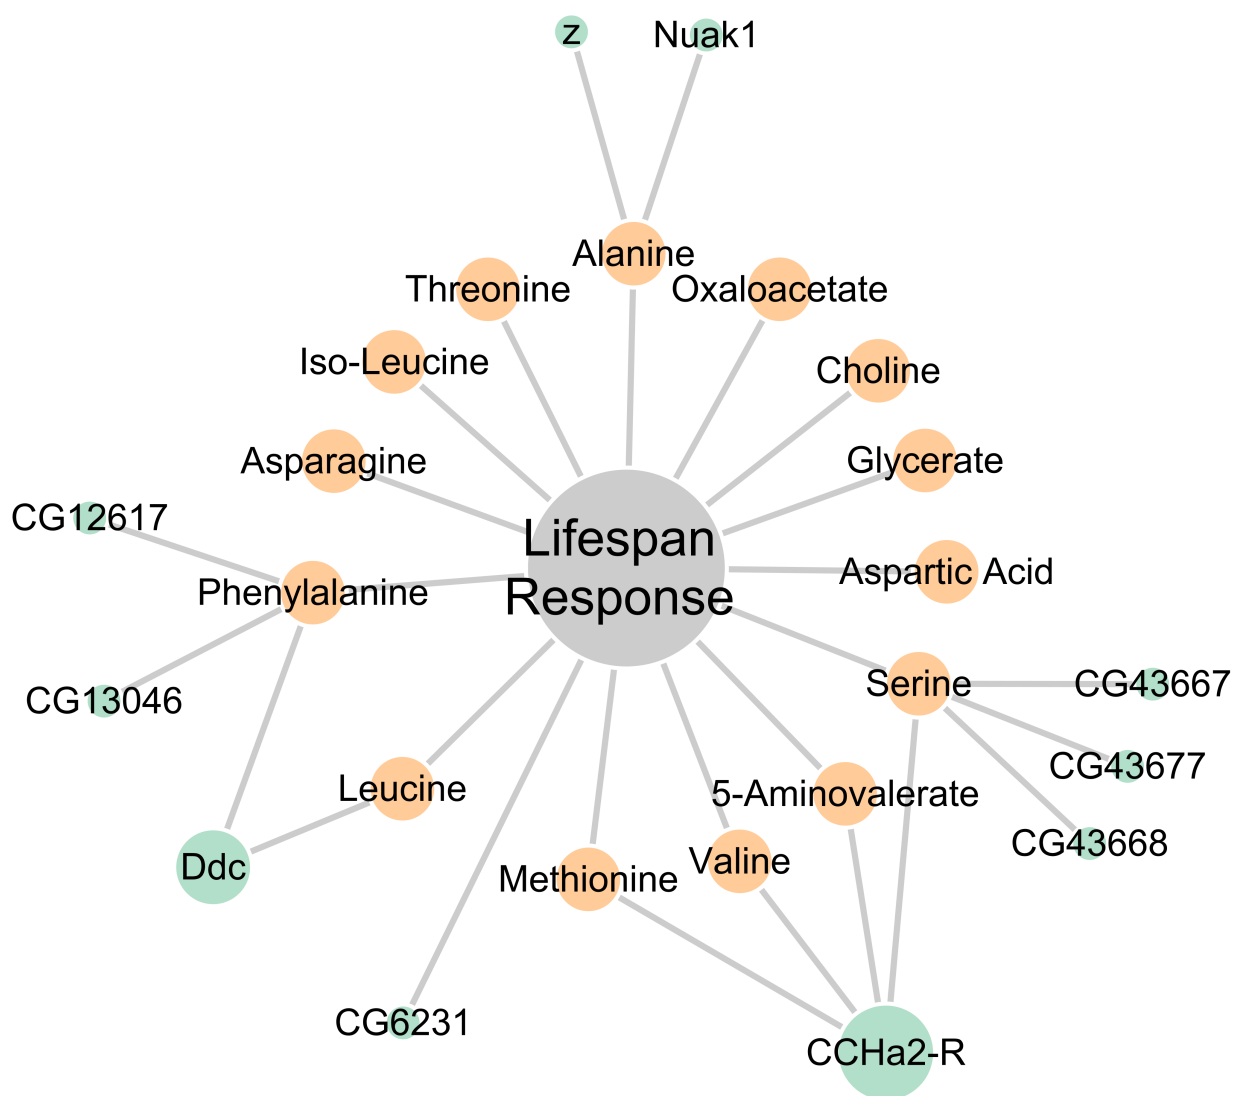 z
Nuak1
Alanine
Threonine
Oxaloacetate
Iso-Leucine
Choline
Asparagine
Glycerate
CG12617
Lifespan
Response
Aspartic Acid
Phenylalanine
Serine
CG43667
CG13046
CG43677
Leucine
5-Aminovalerate
CG43668
Ddc
Methionine
Valine
CG6231
CCHa2-R